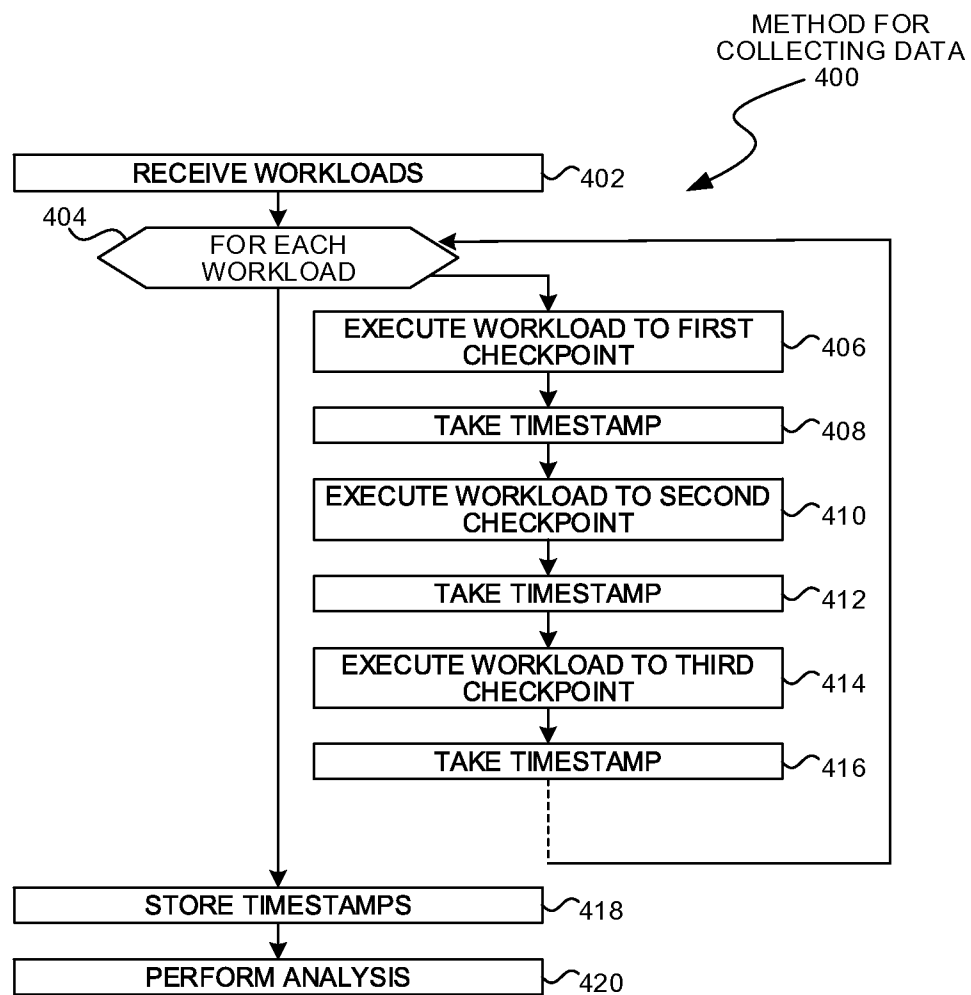 METHOD FOR
COLLECTING DATA
400
RECEIVE WORKLOADS
402
404
FOR EACH
WORKLOAD
EXECUTE WORKLOAD TO FIRST
CHECKPOINT
406
TAKE TIMESTAMP
408
EXECUTE WORKLOAD TO SECOND
CHECKPOINT
410
TAKE TIMESTAMP
412
EXECUTE WORKLOAD TO THIRD
CHECKPOINT
414
TAKE TIMESTAMP
416
STORE TIMESTAMPS
418
PERFORM ANALYSIS
420